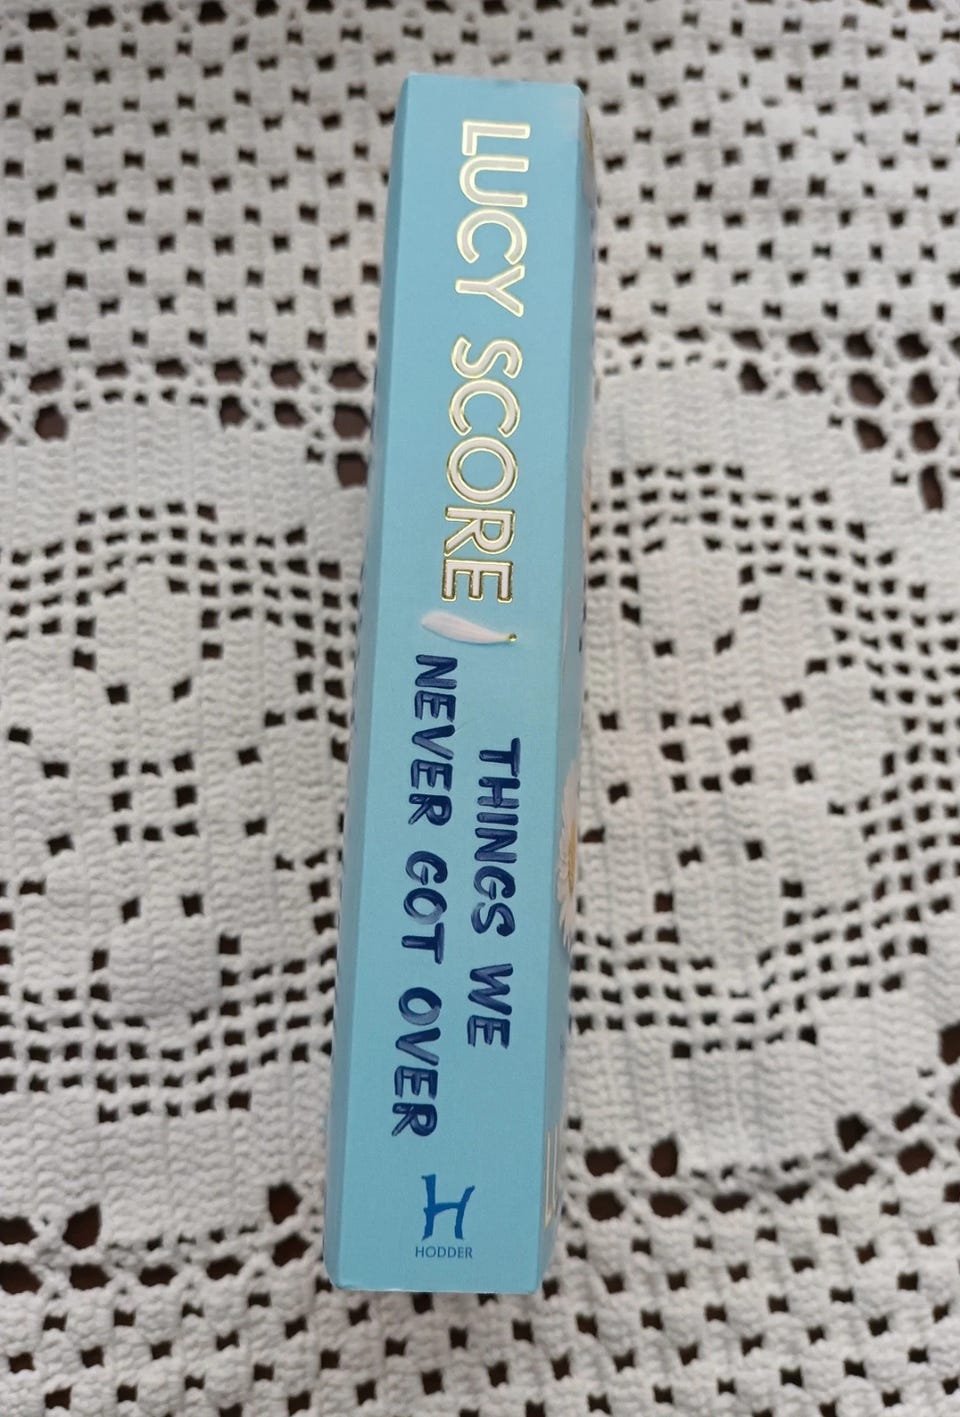 LUCY SCORE
THINGS WE
NEVER GOT OVER
H
HODDER